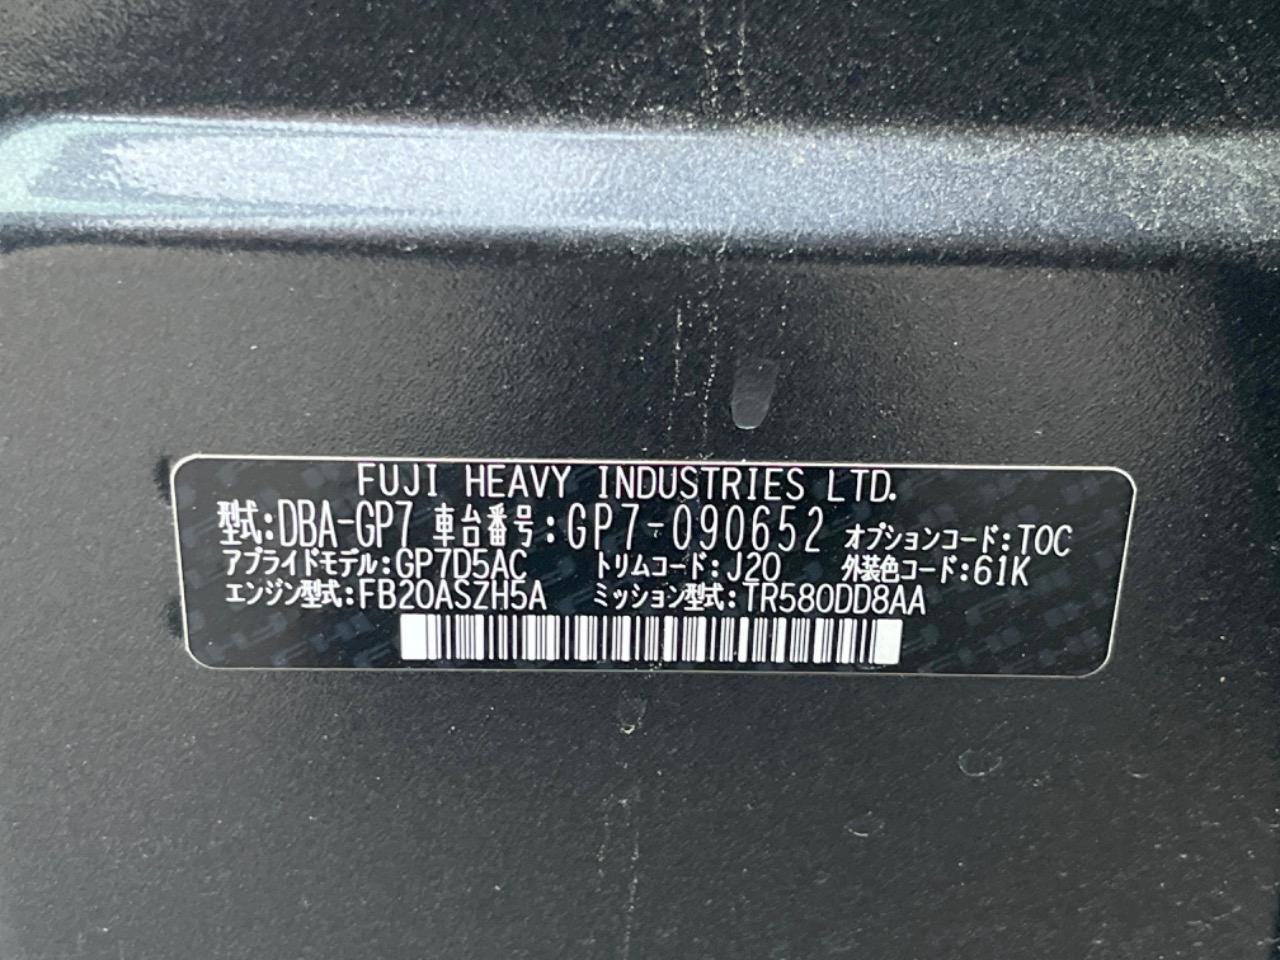 FUJI HEAVY INDUSTRIES LTD.
型式:DBA-GP7 車台番号:GP7-090652 オプションコード:TOC
アプライドモデル:GP7D5AC トリムコード:J20 外装色コード:61K
エンジン型式:FB20ASZH5A ミッション型式:TR580DD8AA